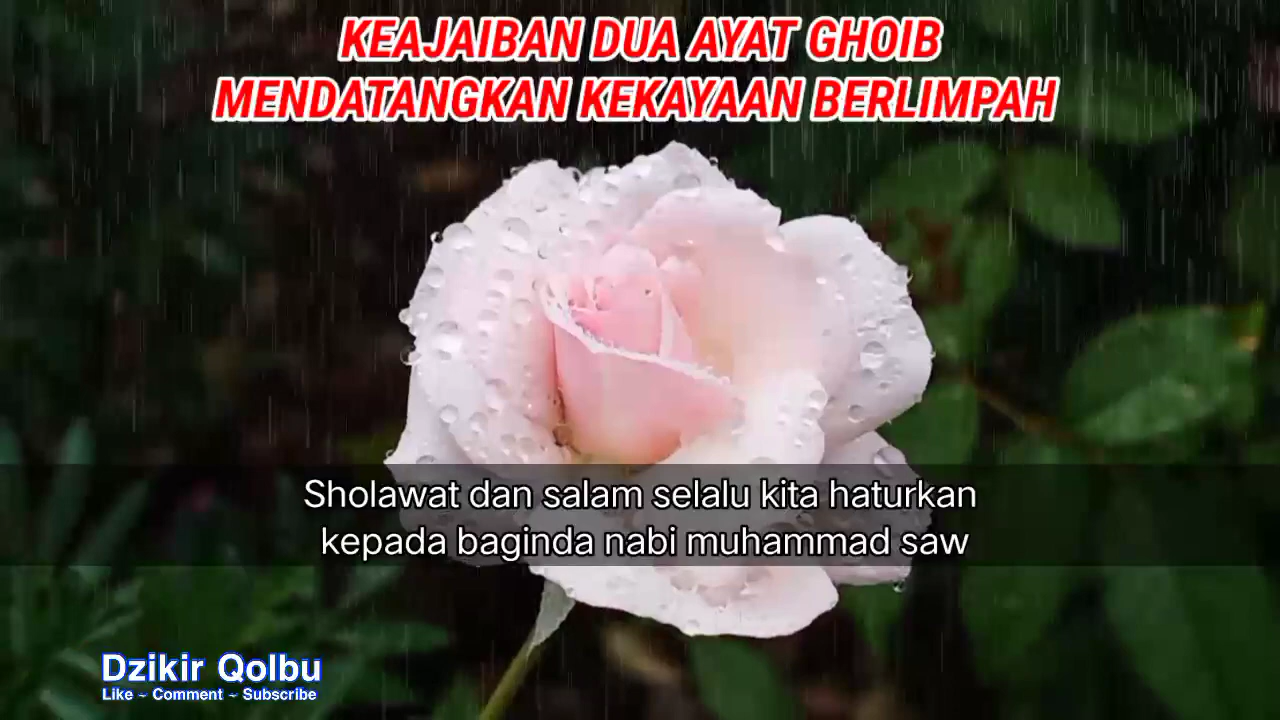 KEAJAIBAN DUA AYAT GHOIB
MENDATANGKAN KEKAYAAN BERLIMPAH
Sholawat dan salam selalu kita haturkan
kepada baginda nabi muhammad saw
Dzikir Qolbu
Like ~ Comment ~ Subscribe